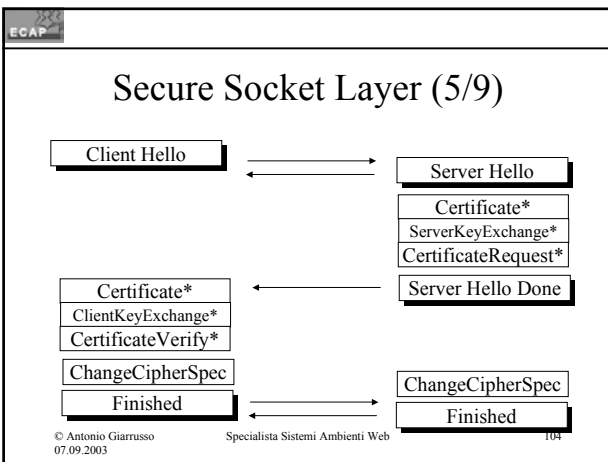 ECAP
Secure Socket Layer (5/9)
Client Hello
Server Hello
Certificate*
ServerKeyExchange*
CertificateRequest*
Server Hello Done
Certificate*
ClientKeyExchange*
CertificateVerify*
ChangeCipherSpec
Finished
ChangeCipherSpec
Finished
© Antonio Giarrusso
07.09.2003
Specialista Sistemi Ambienti Web
104